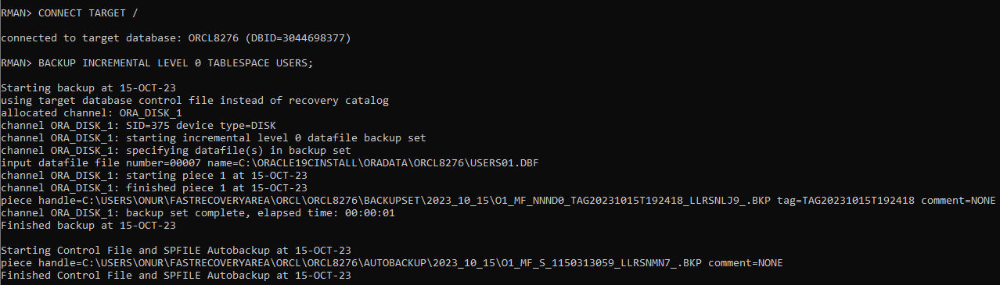 RMAN> CONNECT TARGET /
connected to target database: ORCL8276 (DBID=3044698377)
RMAN> BACKUP INCREMENTAL LEVEL 0 TABLESPACE USERS;
Starting backup at 15-OCT-23
using target database control file instead of recovery catalog
allocated channel: ORA_DISK_1
channel ORA_DISK_1: SID=375 device type=DISK
channel ORA_DISK_1: starting incremental level 0 datafile backup set
channel ORA_DISK_1: specifying datafile(s) in backup set
input datafile file number=00007 name=C:\ORACLE19CINSTALL\ORADATA\ORCL8276\USERS01.DBF
channel ORA_DISK_1: starting piece 1 at 15-OCT-23
channel ORA_DISK_1: finished piece 1 at 15-OCT-23
piece handle=C:\USERS\ONUR\FASTRECOVERYAREA\ORCL\ORCL8276\BACKUPSET\2023_10_15\O1_MF_NNND0_TAG20231015T192418_LLRSNLJ9_.BKP tag=TAG20231015T192418 comment=NONE
channel ORA_DISK_1: backup set complete, elapsed time: 00:00:01
Finished backup at 15-OCT-23
Starting Control File and SPFILE Autobackup at 15-OCT-23
piece handle=C:\USERS\ONUR\FASTRECOVERYAREA\ORCL\ORCL8276\AUTOBACKUP\2023_10_15\O1_MF_S_1150313059_LLRSNMN7_.BKP comment=NONE
Finished Control File and SPFILE Autobackup at 15-OCT-23